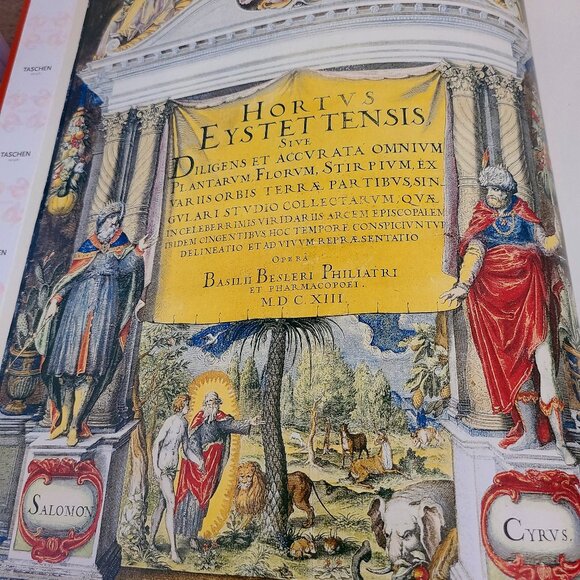 TASCHEN
TASCHEN
HORTVS
EYSTETTENSIS,
SIVE
DILIGENS ET ACCVRATA OMNIVM
PLANTARVM, FLORVM, STIRPIVM, EX
VARIIS ORBIS TERRÆ PARTIBVS, SIN,
GVLARI STVDIO COLLECTARVM, QVÆ
IN CELEBERRIMIS VIRIDARIIS ARCEM EPISCOPALEM
IBIDEM CINGENTIBVS, HOC TEMPORE CONSPICIVNTVR
DELINEATIO ET AD VIVVM REPRÆSENTATIO
OPERA
BASILII BESLERI PHILIATRI
ET PHARMACOPOEI.
M.D.C.XIII
SALOMON
CYRVS.